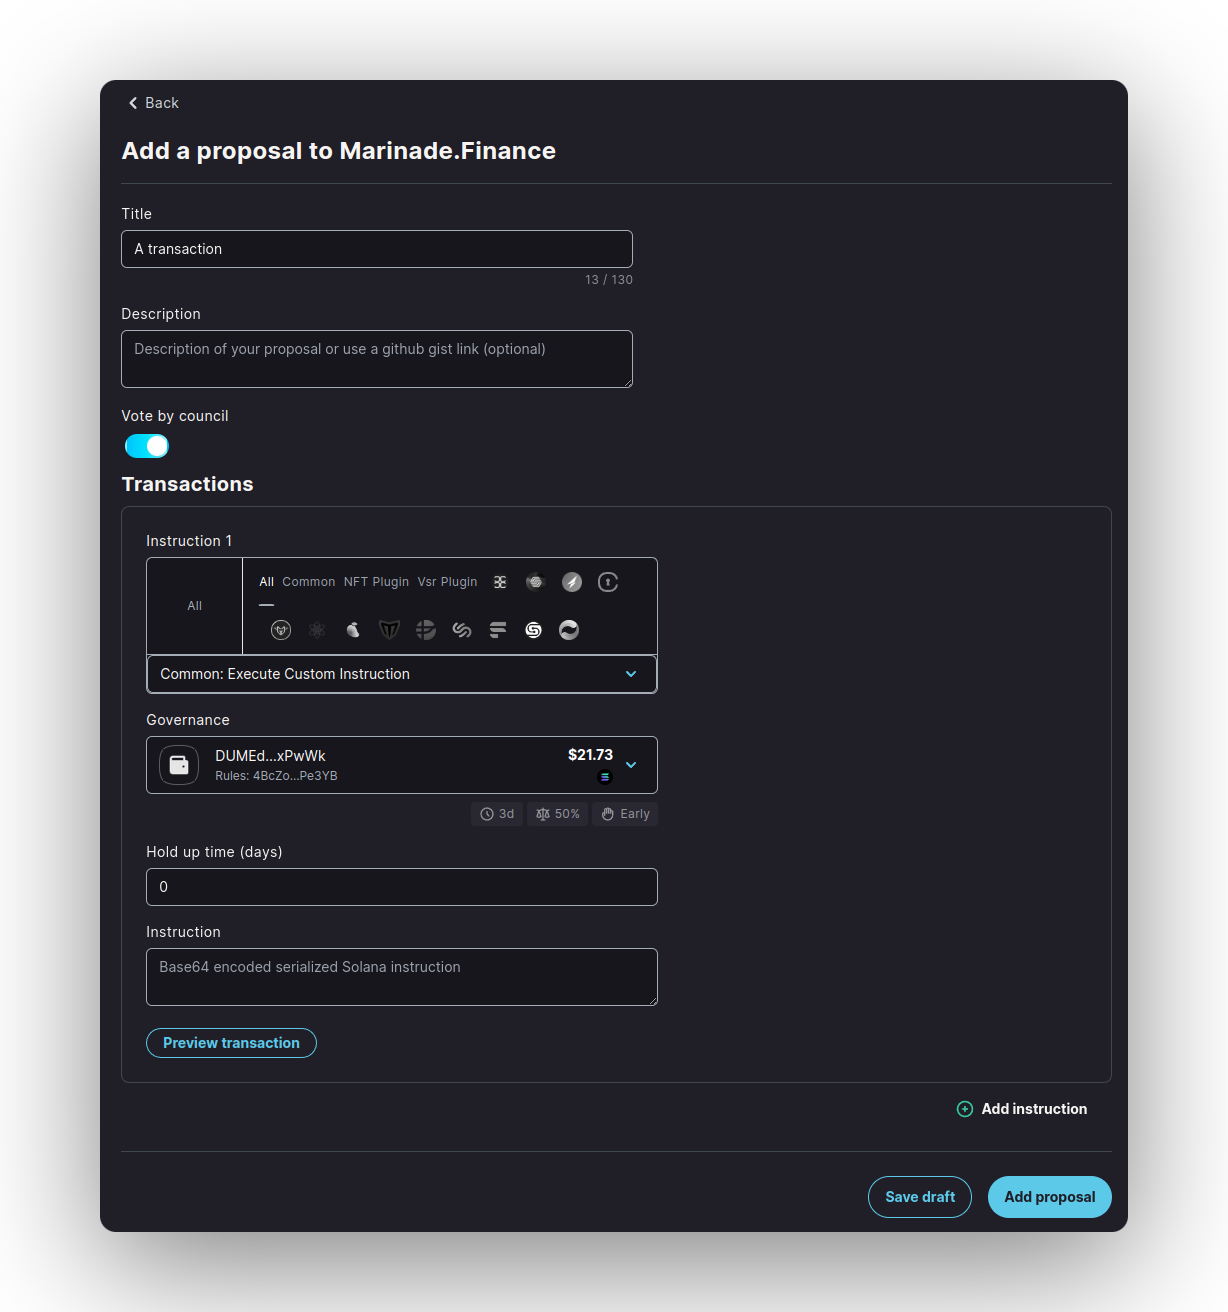 Back
Add a proposal to Marinade.Finance
Title
A transaction
13 / 130
Description
Description of your proposal or use a github gist link (optional)
Vote by council
Transactions
Instruction 1
All
All Common NFT Plugin Vsr Plugin
Common: Execute Custom Instruction
Governance
DUMEd...xPwWk
$21.73
Rules: 4BcZo...Pe3YB
3d 50% Early
Hold up time (days)
0
Instruction
Base64 encoded serialized Solana instruction
Preview transaction
Add instruction
Save draft Add proposal